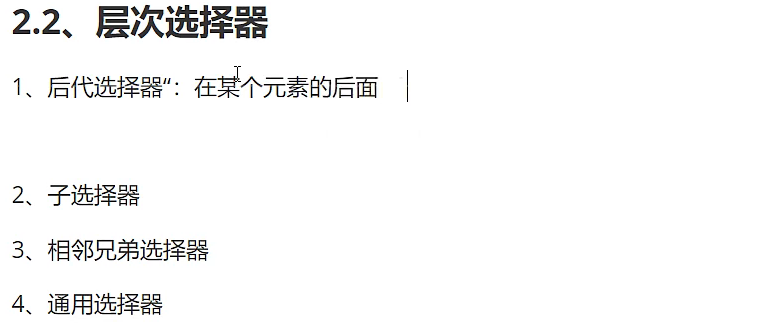 2.2、层次选择器
1、后代选择器“：在某个元素的后面
2、子选择器
3、相邻兄弟选择器
4、通用选择器